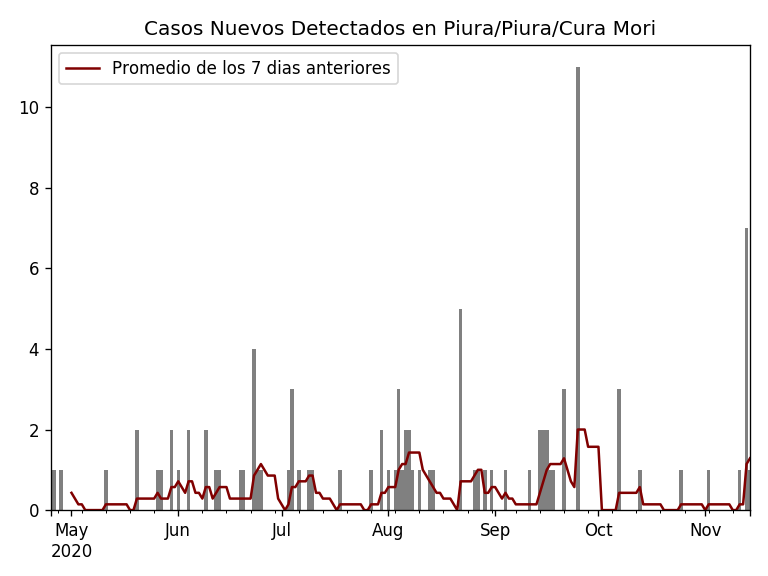 Casos Nuevos Detectados en Piura/Piura/Cura Mori
Promedio de los 7 dias anteriores
10
8
6
4
2
0
May Jun Jul Aug Sep Oct Nov
2020